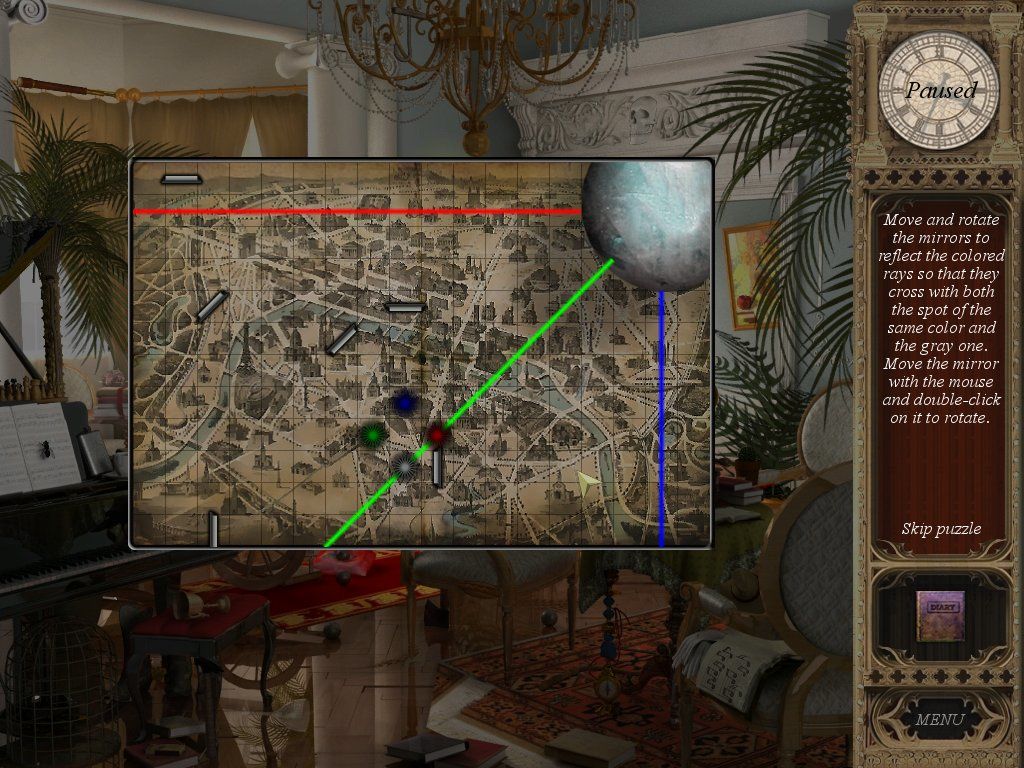 Paused
Move and rotate
the mirrors to
reflect the colored
rays so that they
cross with both
the spot of the
same color and
the gray one.
Move the mirror
with the mouse
and double-click
on it to rotate.
Skip puzzle
DIARY
MENU